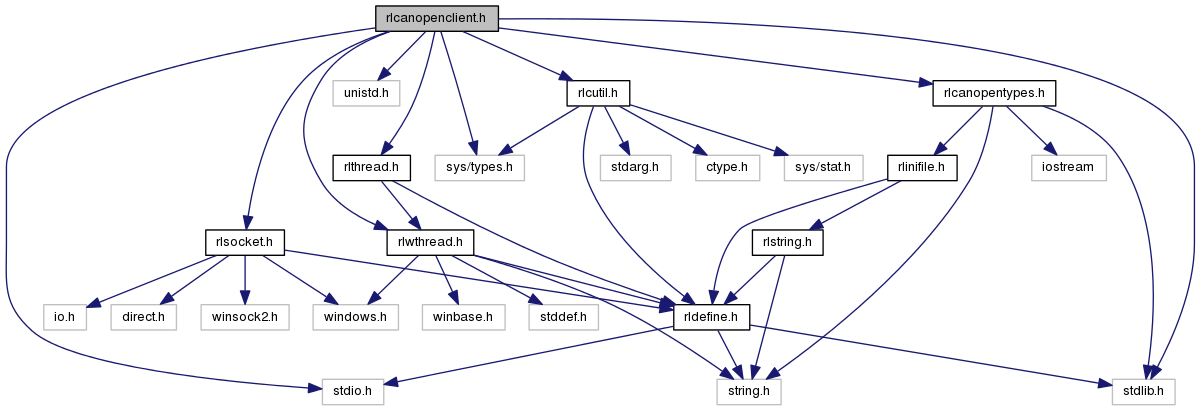 rlcanopenclient.h
unistd.h
rlcutil.h
rlcanopentypes.h
rlthread.h
sys/types.h
stdarg.h
ctype.h
sys/stat.h
rlinifile.h
iostream
rlsocket.h
rlwthread.h
rlstring.h
io.h
direct.h
winsock2.h
windows.h
winbase.h
stddef.h
rldefine.h
stdio.h
string.h
stdlib.h